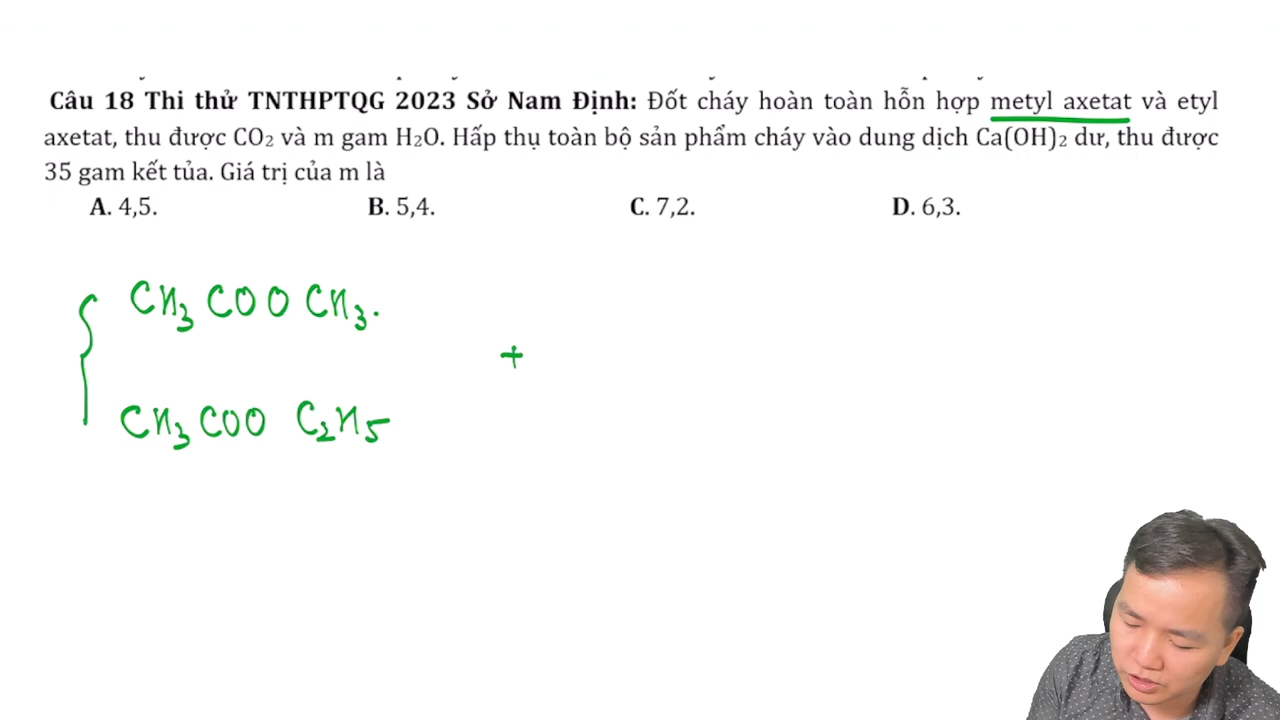 Câu 18 Thi thử TNTHPTQG 2023 Sở Nam Định: Đốt cháy hoàn toàn hỗn hợp metyl axetat và etyl
axetat, thu được CO₂ và m gam H₂O. Hấp thụ toàn bộ sản phẩm cháy vào dung dịch Ca(OH)₂ dư, thu được
35 gam kết tủa. Giá trị của m là
A. 4,5. B. 5,4. C. 7,2. D. 6,3.
CH₃COOCH₃.
+
CH₃COOC₂H₅